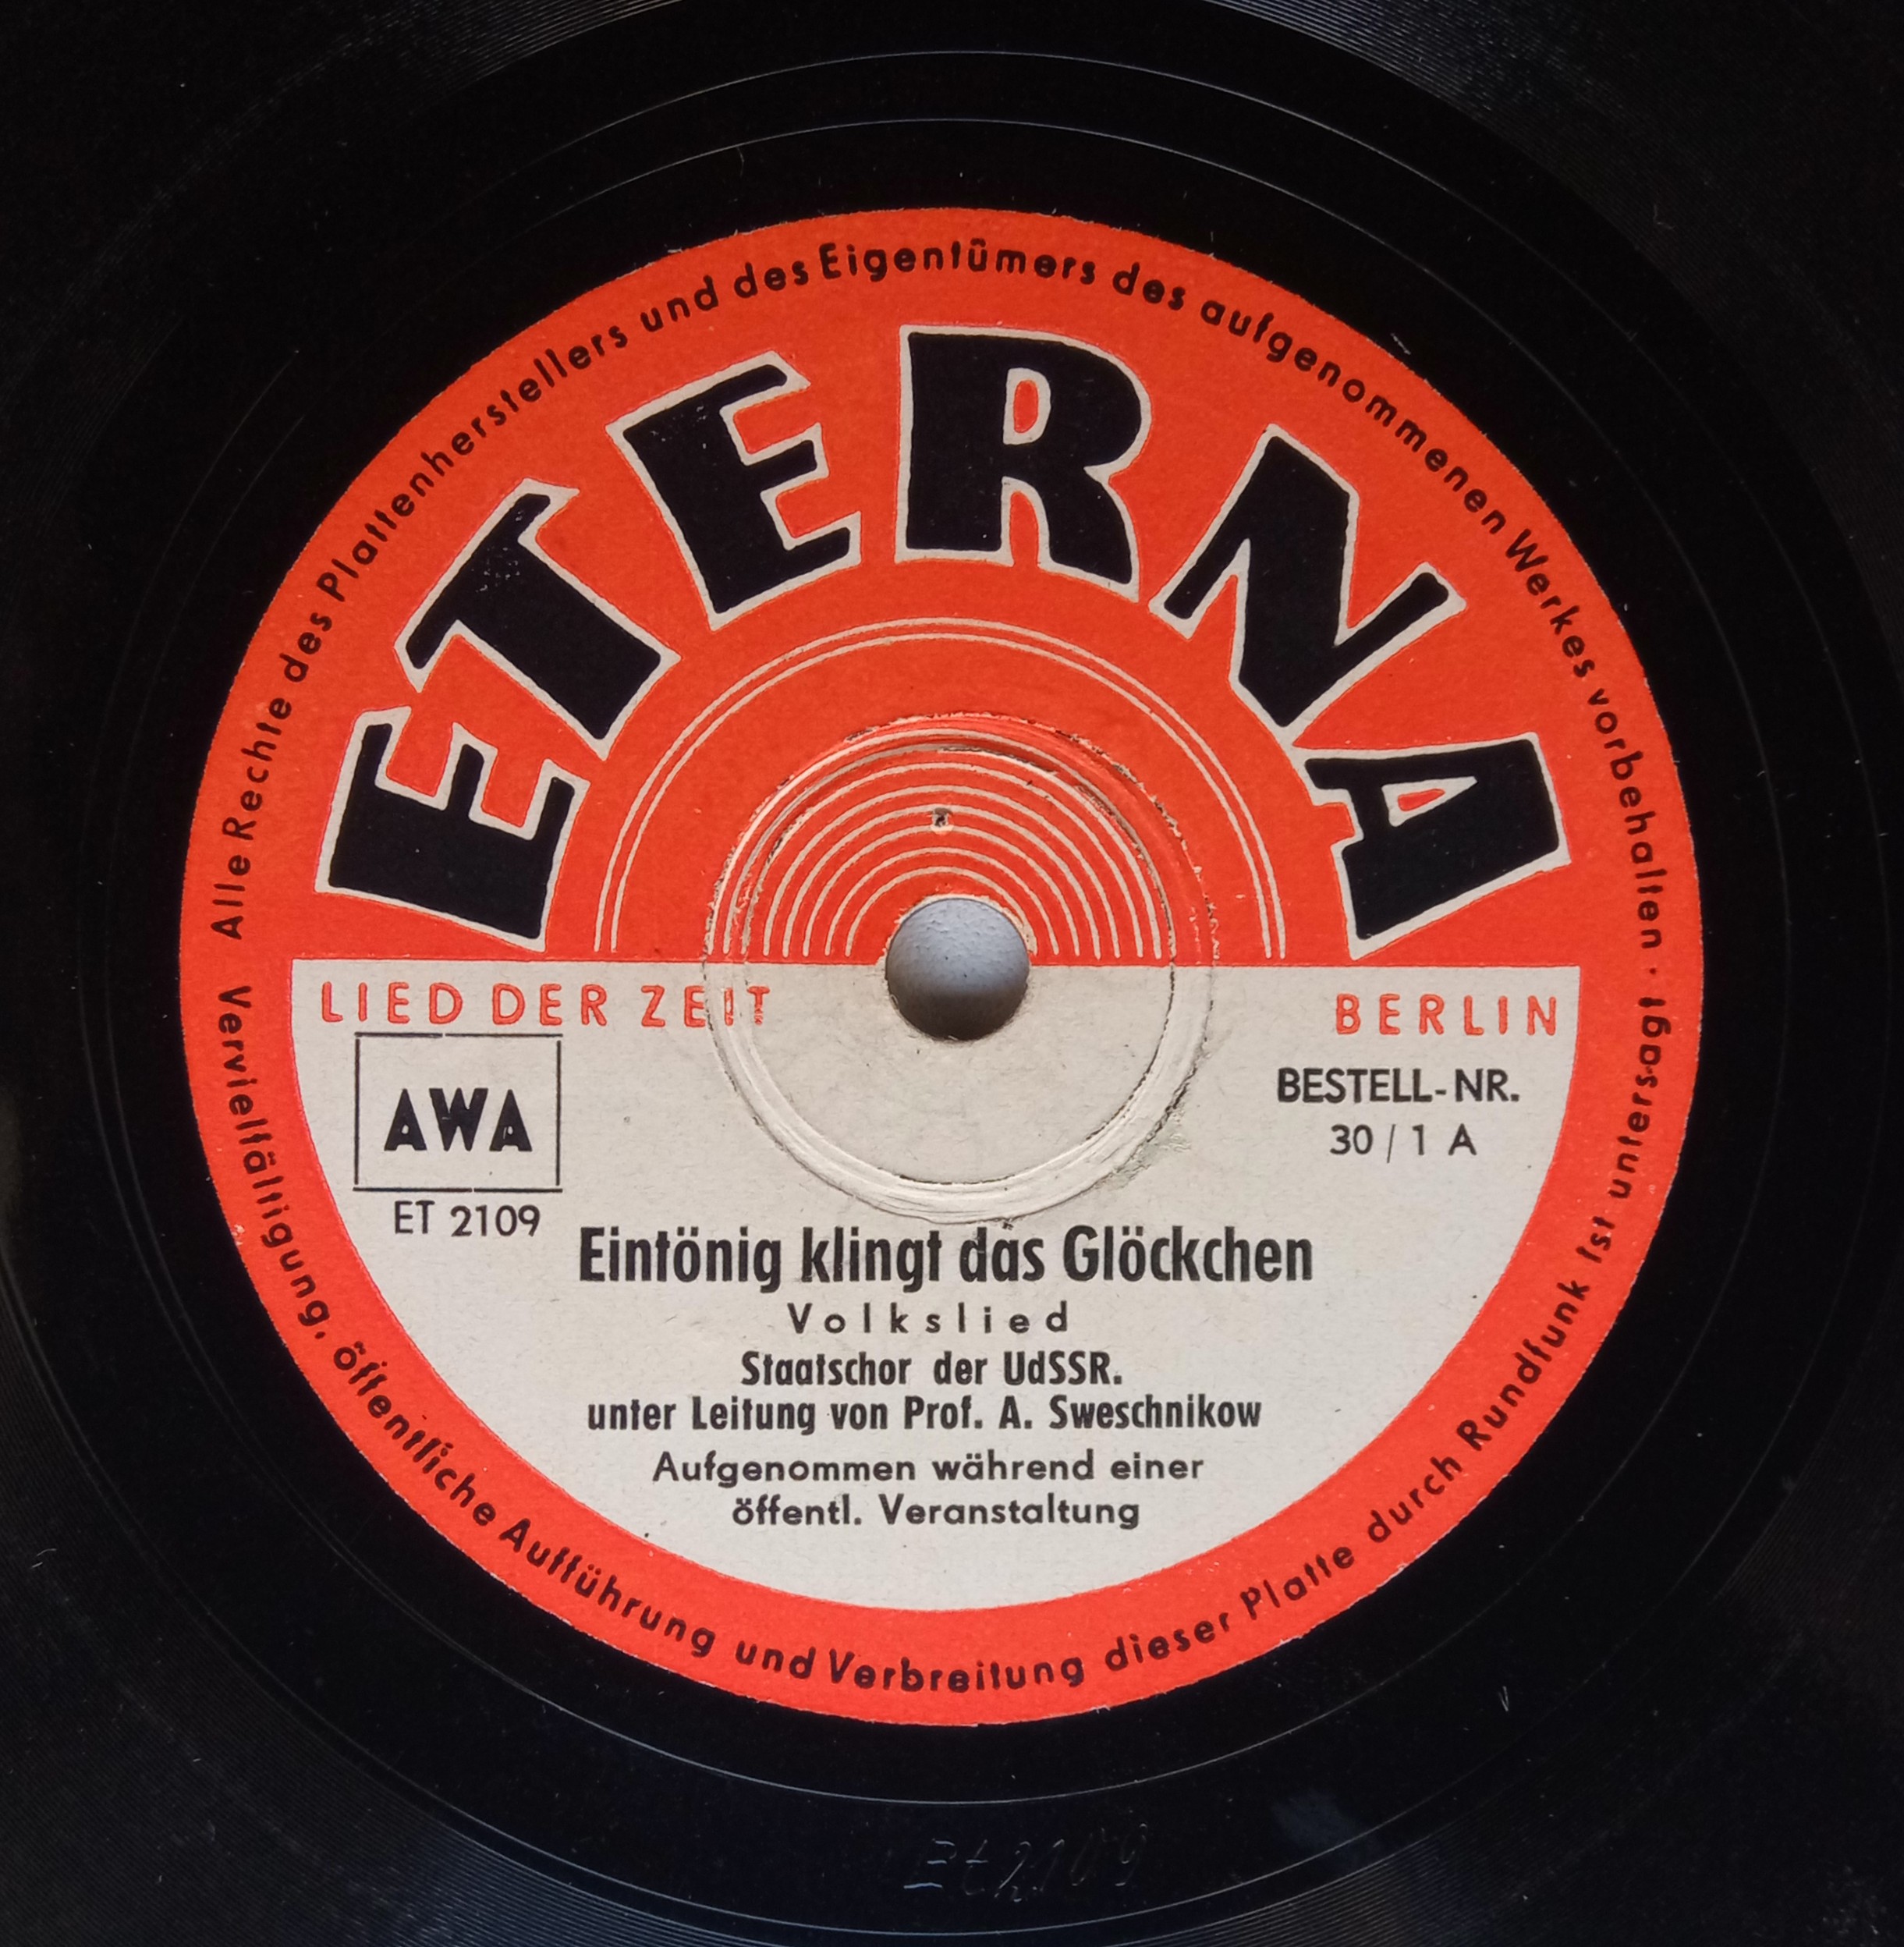 Alle Rechte des Plattenherstellers und des Eigentümers des aufgenommenen Werkes vorbehalten ·
ETERNA
LIED DER ZEIT
BERLIN
AWA
ET 2109
BESTELL-NR.
30 / 1 A
Eintönig klingt das Glöckchen
Volkslied
Staatschor der UdSSR.
unter Leitung von Prof. A. Sweschnikow
Aufgenommen während einer
öffentl. Veranstaltung
Vervielfältigung, öffentliche Aufführung und Verbreitung dieser Platte durch Rundfunk ist untersagt
Et2109